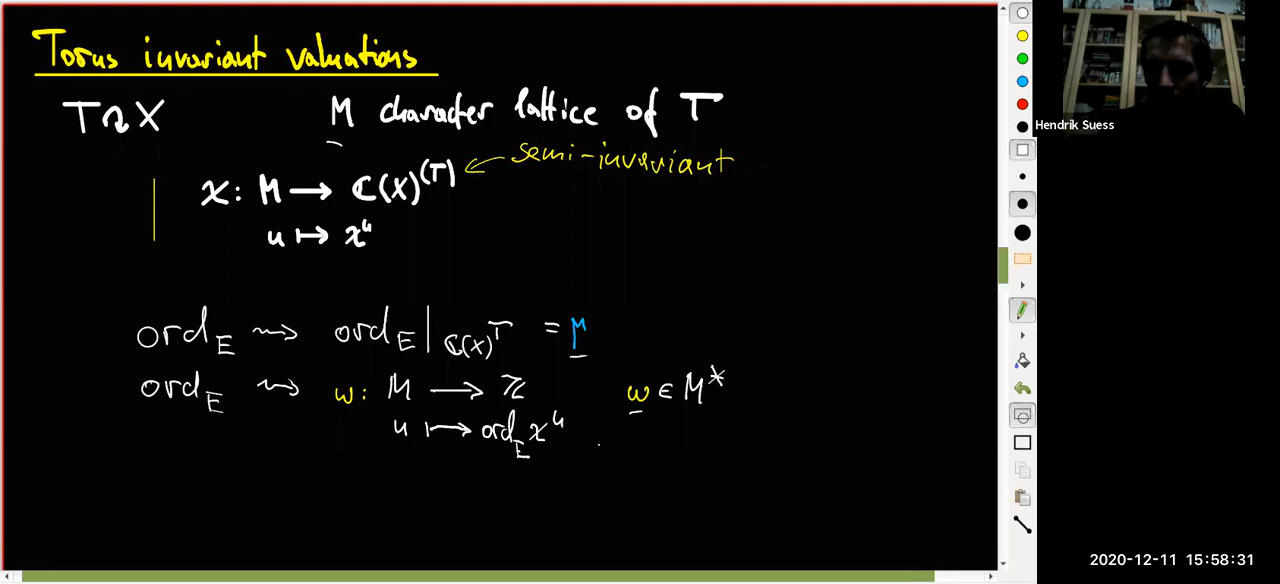 Torus invariant valuations
T ↷ X    M character lattice of T
χ: M → ℂ(X)^(T) ← semi-invariant
u ↦ χ^u
ord_E ⇝ ord_E|_ℂ(X)^T = μ
ord_E ⇝ w: M → ℤ    w ∈ M*
u ↦ ord_E χ^u
Hendrik Suess
2020-12-11 15:58:31